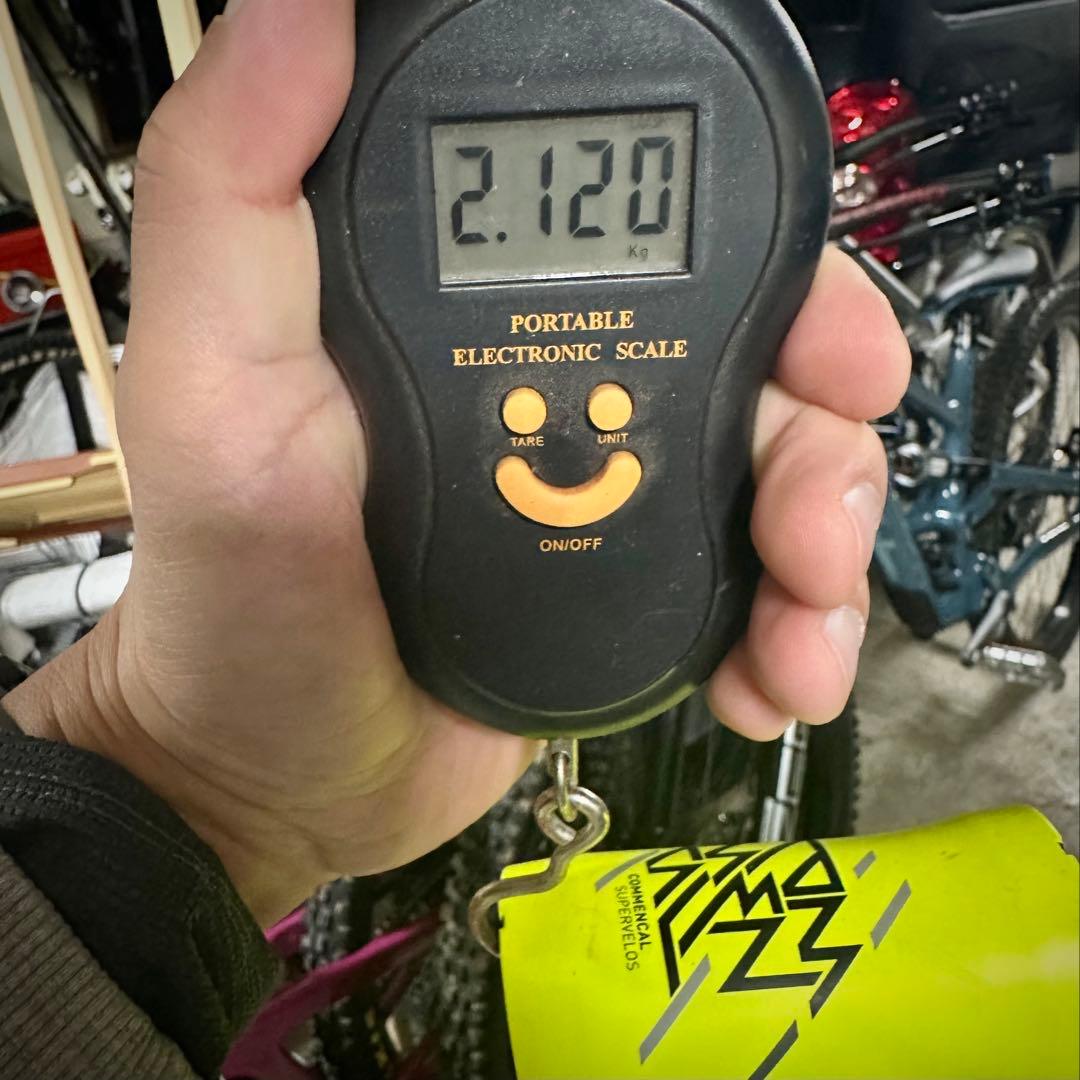 2.120
Kg
PORTABLE
ELECTRONIC SCALE
TARE UNIT
ON/OFF
COMMENCAL
SUPERVELOS